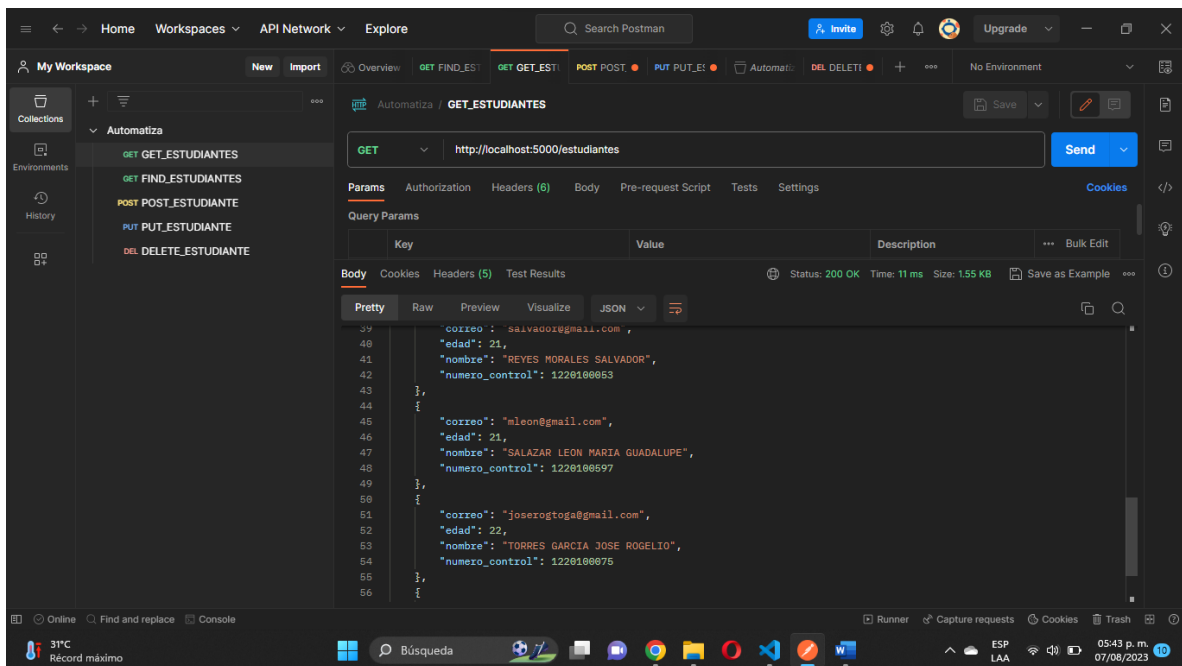 Home Workspaces API Network Explore Search Postman Invite Upgrade
My Workspace New Import Overview GET FIND_EST GET GET_ESTU POST POST_ PUT PUT_ES Automatiz DEL DELETE No Environment
Collections
Environments
History
Automatiza
GET GET_ESTUDIANTES
GET FIND_ESTUDIANTES
POST POST_ESTUDIANTE
PUT PUT_ESTUDIANTE
DEL DELETE_ESTUDIANTE
HTTP Automatiza / GET_ESTUDIANTES Save
GET http://localhost:5000/estudiantes Send
Params Authorization Headers (6) Body Pre-request Script Tests Settings Cookies
Query Params
Key Value Description Bulk Edit
Body Cookies Headers (5) Test Results Status: 200 OK Time: 11 ms Size: 1.55 KB Save as Example
Pretty Raw Preview Visualize JSON
39 "correo": "salvador@gmail.com",
40 "edad": 21,
41 "nombre": "REYES MORALES SALVADOR",
42 "numero_control": 1220100053
43 },
44 {
45 "correo": "mleon@gmail.com",
46 "edad": 21,
47 "nombre": "SALAZAR LEON MARIA GUADALUPE",
48 "numero_control": 1220100597
49 },
50 {
51 "correo": "joserogtoga@gmail.com",
52 "edad": 22,
53 "nombre": "TORRES GARCIA JOSE ROGELIO",
54 "numero_control": 1220100075
55 },
56 {
Online Find and replace Console Runner Capture requests Cookies Trash
31°C
Récord máximo
Búsqueda
ESP
LAA
05:43 p. m.
07/08/2023
10